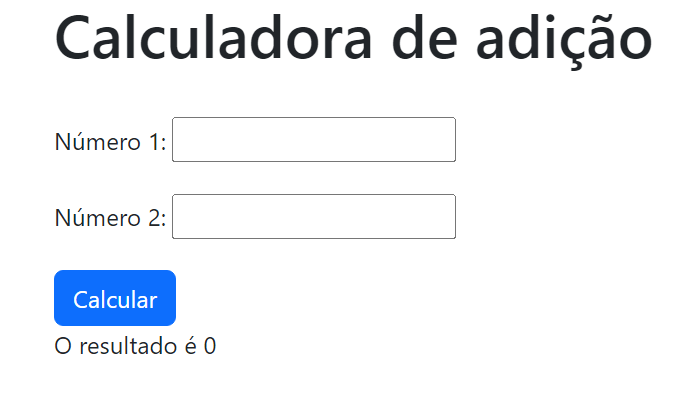 Calculadora de adição
Número 1:
Número 2:
Calcular
O resultado é 0